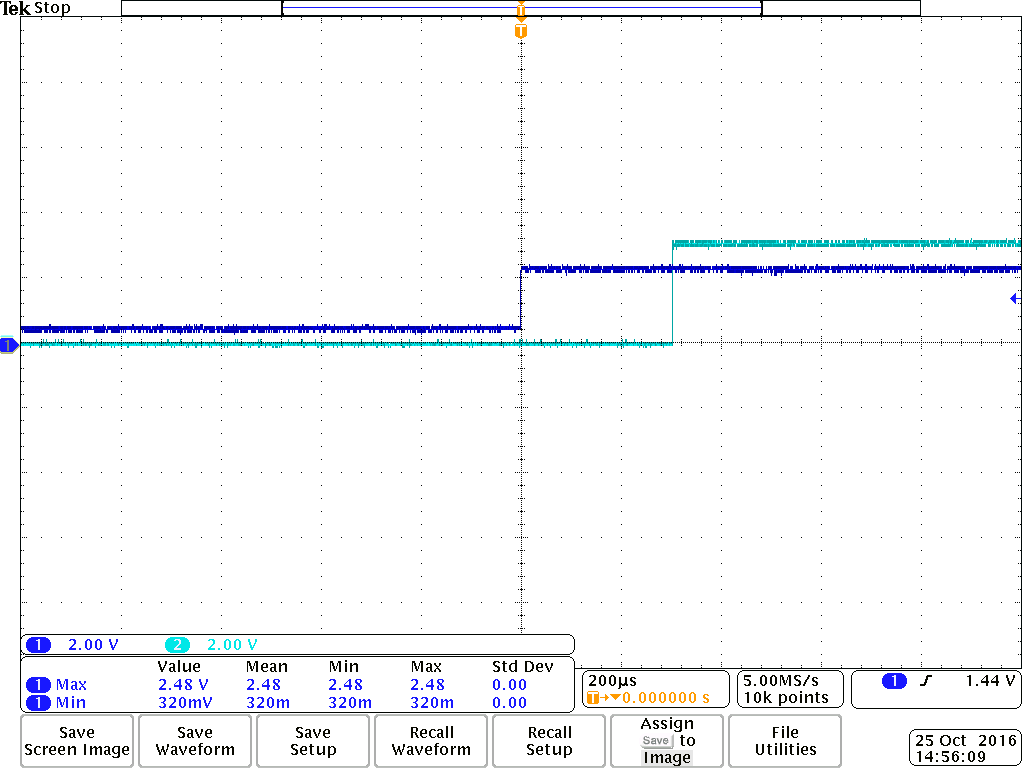 Tek Stop
T
T
1
1 2.00 V 2 2.00 V
Value Mean Min Max Std Dev
1 Max 2.48 V 2.48 2.48 2.48 0.00
1 Min 320mV 320m 320m 320m 0.00
200µs
T→▼0.000000 s
5.00MS/s
10k points
1 1.44 V
Save
Screen Image
Save
Waveform
Save
Setup
Recall
Waveform
Recall
Setup
Assign
Save to
Image
File
Utilities
25 Oct 2016
14:56:09